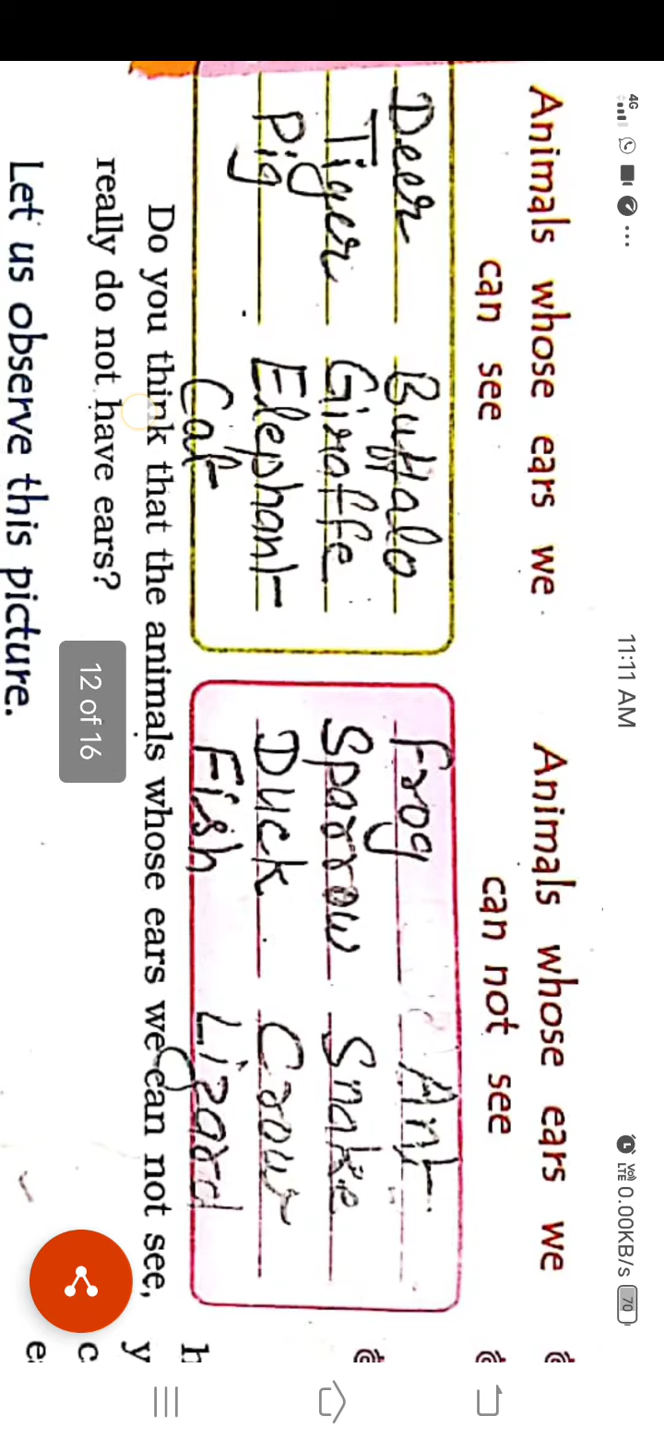 4G 11:11 AM 0.00KB/s 70
Animals whose ears we can see
Animals whose ears we can not see
Deer Buffalo
Tiger Giraffe
Pig Elephant
Cat
Frog Ant
Sparrow Snake
Duck Crow
Fish Lizard
Do you think that the animals whose ears we can not see,
really do not have ears?
12 of 16
Let us observe this picture.